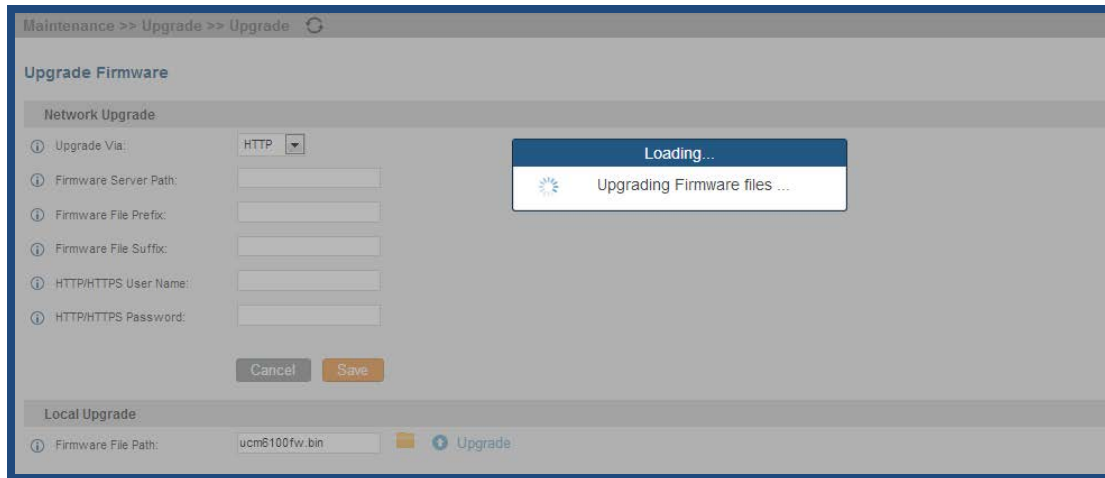 Maintenance >> Upgrade >> Upgrade
Upgrade Firmware
Network Upgrade
Upgrade Via: HTTP
Firmware Server Path:
Firmware File Prefix:
Firmware File Suffix:
HTTP/HTTPS User Name:
HTTP/HTTPS Password:
Cancel Save
Loading...
Upgrading Firmware files ...
Local Upgrade
Firmware File Path: ucm6100fw.bin Upgrade